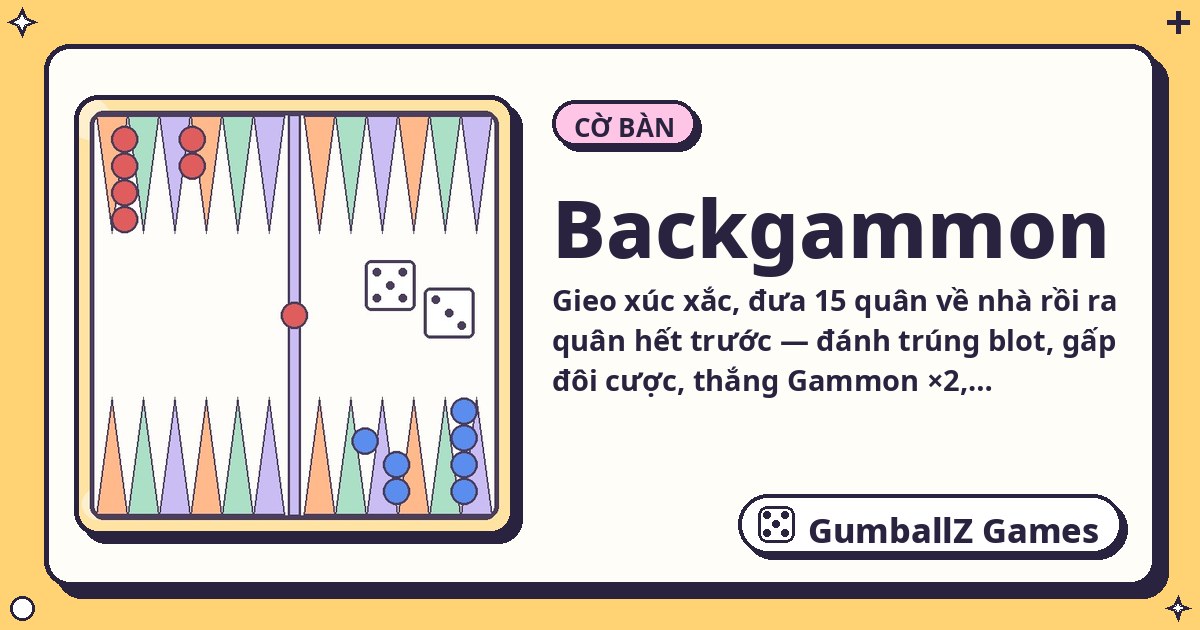 CỜ BÀN
Backgammon
Gieo xúc xắc, đưa 15 quân về nhà rồi ra
quân hết trước — đánh trúng blot, gấp
đôi cược, thắng Gammon ×2,...
GumballZ Games